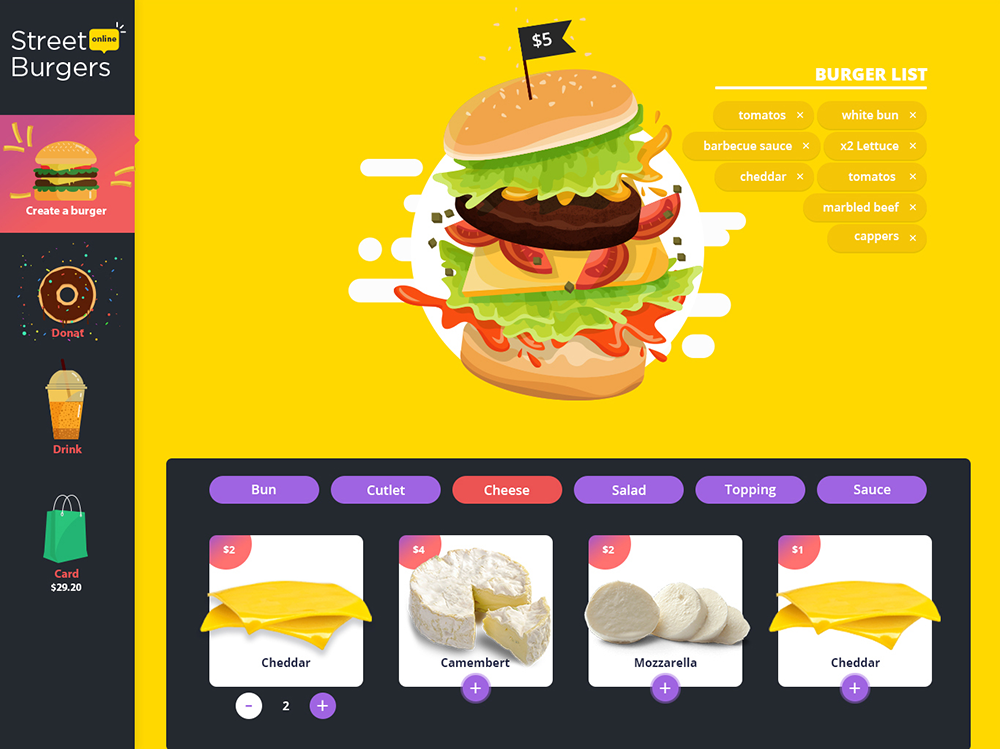 Street online
Burgers
Create a burger
Donat
Drink
Card
$29.20
$5
BURGER LIST
tomatos × white bun ×
barbecue sauce × x2 Lettuce ×
cheddar × tomatos ×
marbled beef ×
cappers ×
Bun Cutlet Cheese Salad Topping Sauce
$2 $4 $2 $1
Cheddar Camembert Mozzarella Cheddar
+ + +
− 2 +